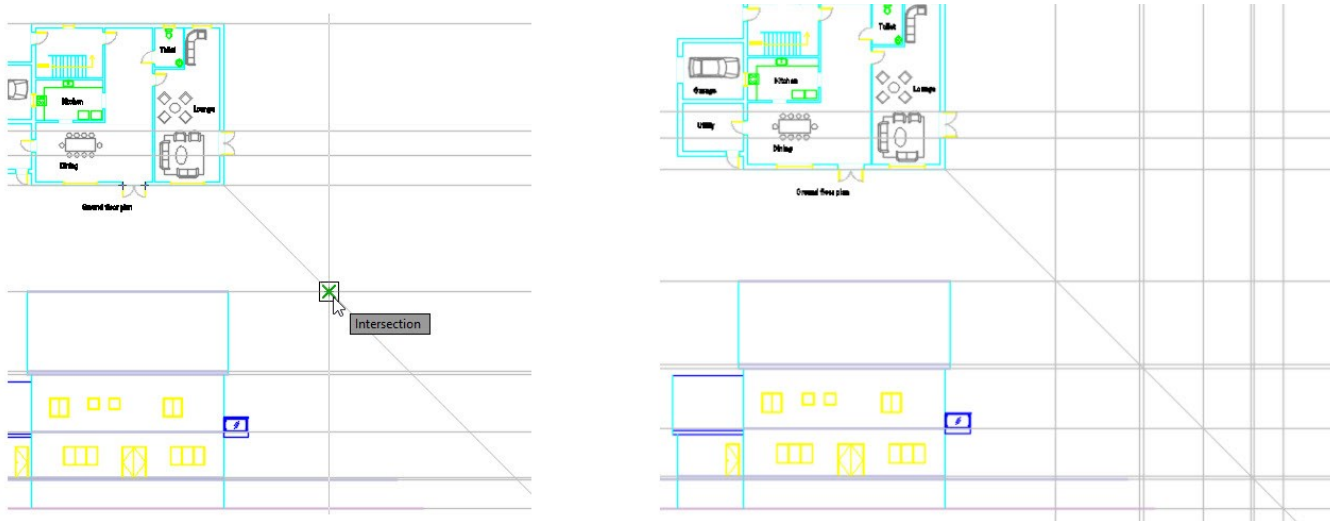 Toilet
Kitchen
Lounge
Dining
Ground floor plan
Intersection
Toilet
Garage
Kitchen
Lounge
Utility
Dining
Ground floor plan